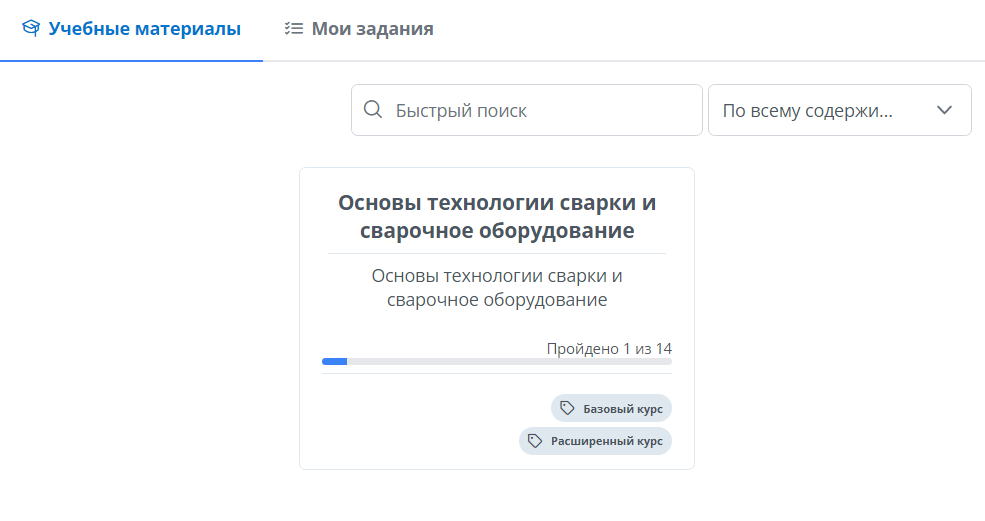 Учебные материалы
Мои задания
Быстрый поиск
По всему содержи...
Основы технологии сварки и
сварочное оборудование
Основы технологии сварки и
сварочное оборудование
Пройдено 1 из 14
Базовый курс
Расширенный курс